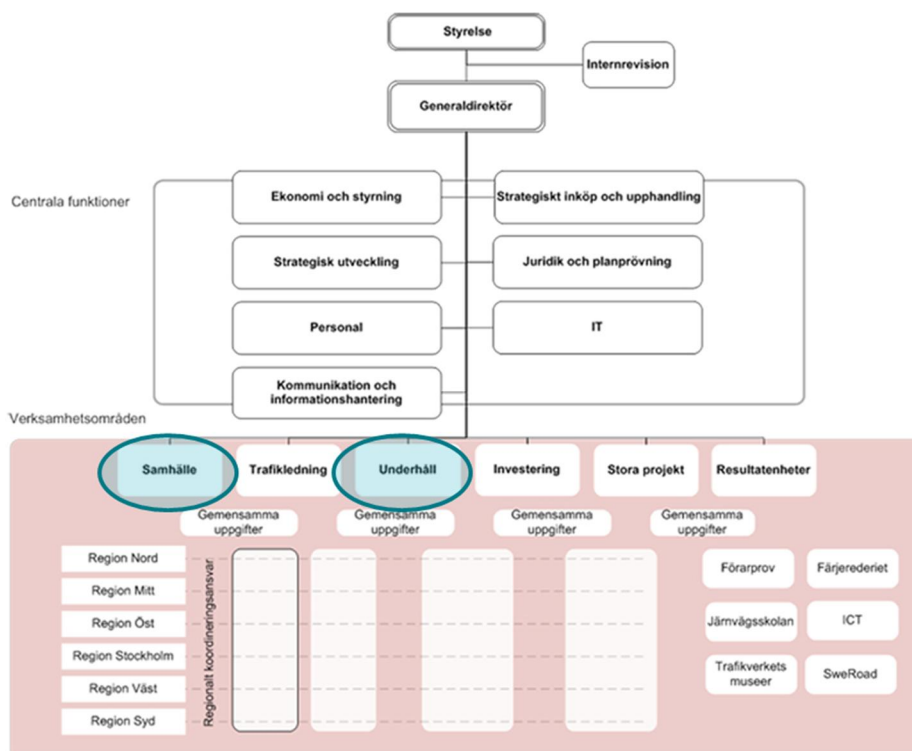 Styrelse
Internrevision
Generaldirektör
Centrala funktioner
Ekonomi och styrning
Strategiskt inköp och upphandling
Strategisk utveckling
Juridik och planprövning
Personal
IT
Kommunikation och
informationshantering
Verksamhetsområden
Samhälle
Trafikledning
Underhåll
Investering
Stora projekt
Resultatenheter
Gemensamma
uppgifter
Gemensamma
uppgifter
Gemensamma
uppgifter
Gemensamma
uppgifter
Region Nord
Region Mitt
Region Öst
Region Stockholm
Region Väst
Region Syd
Regionalt koordineringsansvar
Förarprov
Färjerederiet
Järnvägsskolan
ICT
Trafikverkets
museer
SweRoad